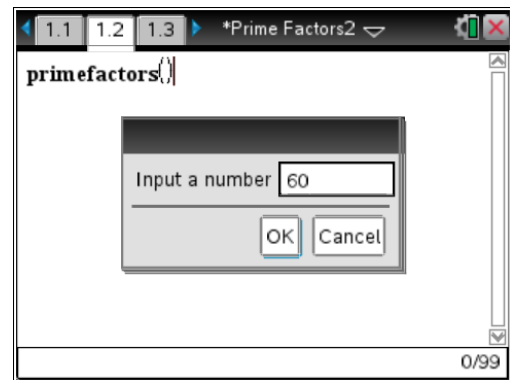 1.1 1.2 1.3 *Prime Factors2
primefactors()
Input a number 60
OK Cancel
0/99